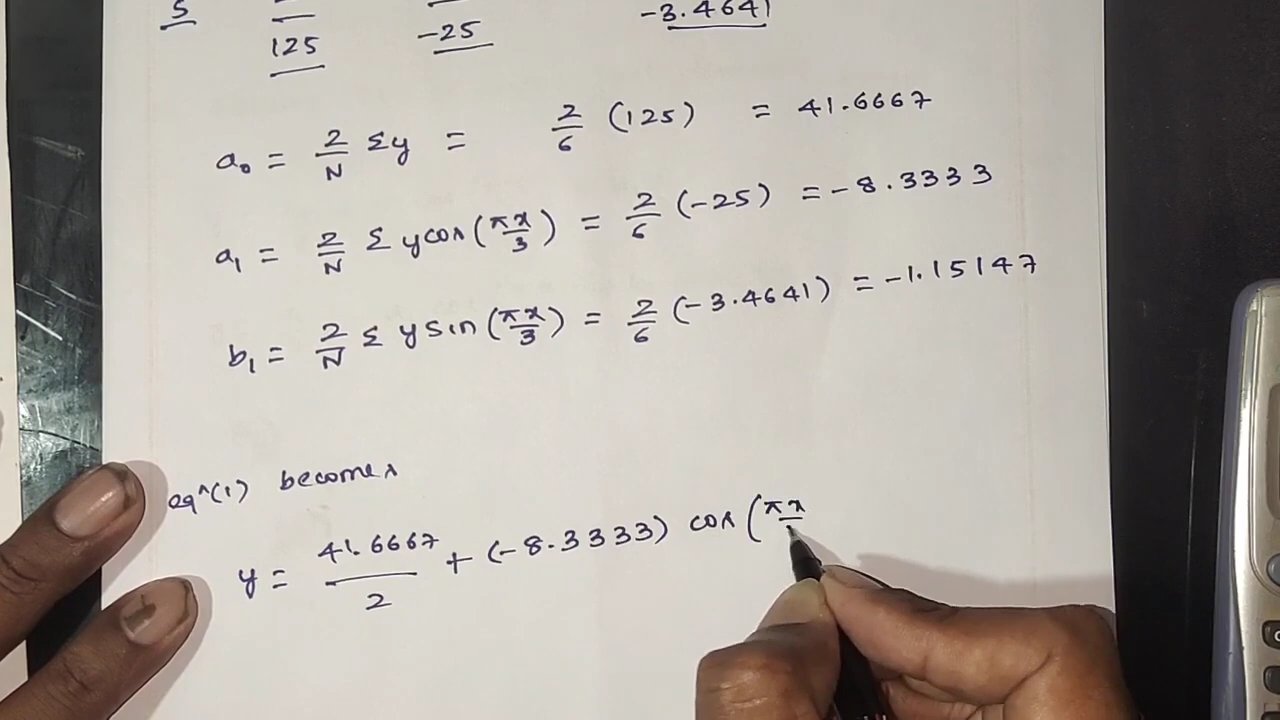 5 -3.4641
125 -25
a₀ = 2/N Σy = 2/6 (125) = 41.6667
a₁ = 2/N Σ y cos(πx/3) = 2/6 (-25) = -8.3333
b₁ = 2/N Σ y sin(πx/3) = 2/6 (-3.4641) = -1.15147
eqⁿ(1) becomes
y = 41.6667/2 + (-8.3333) cos (πx